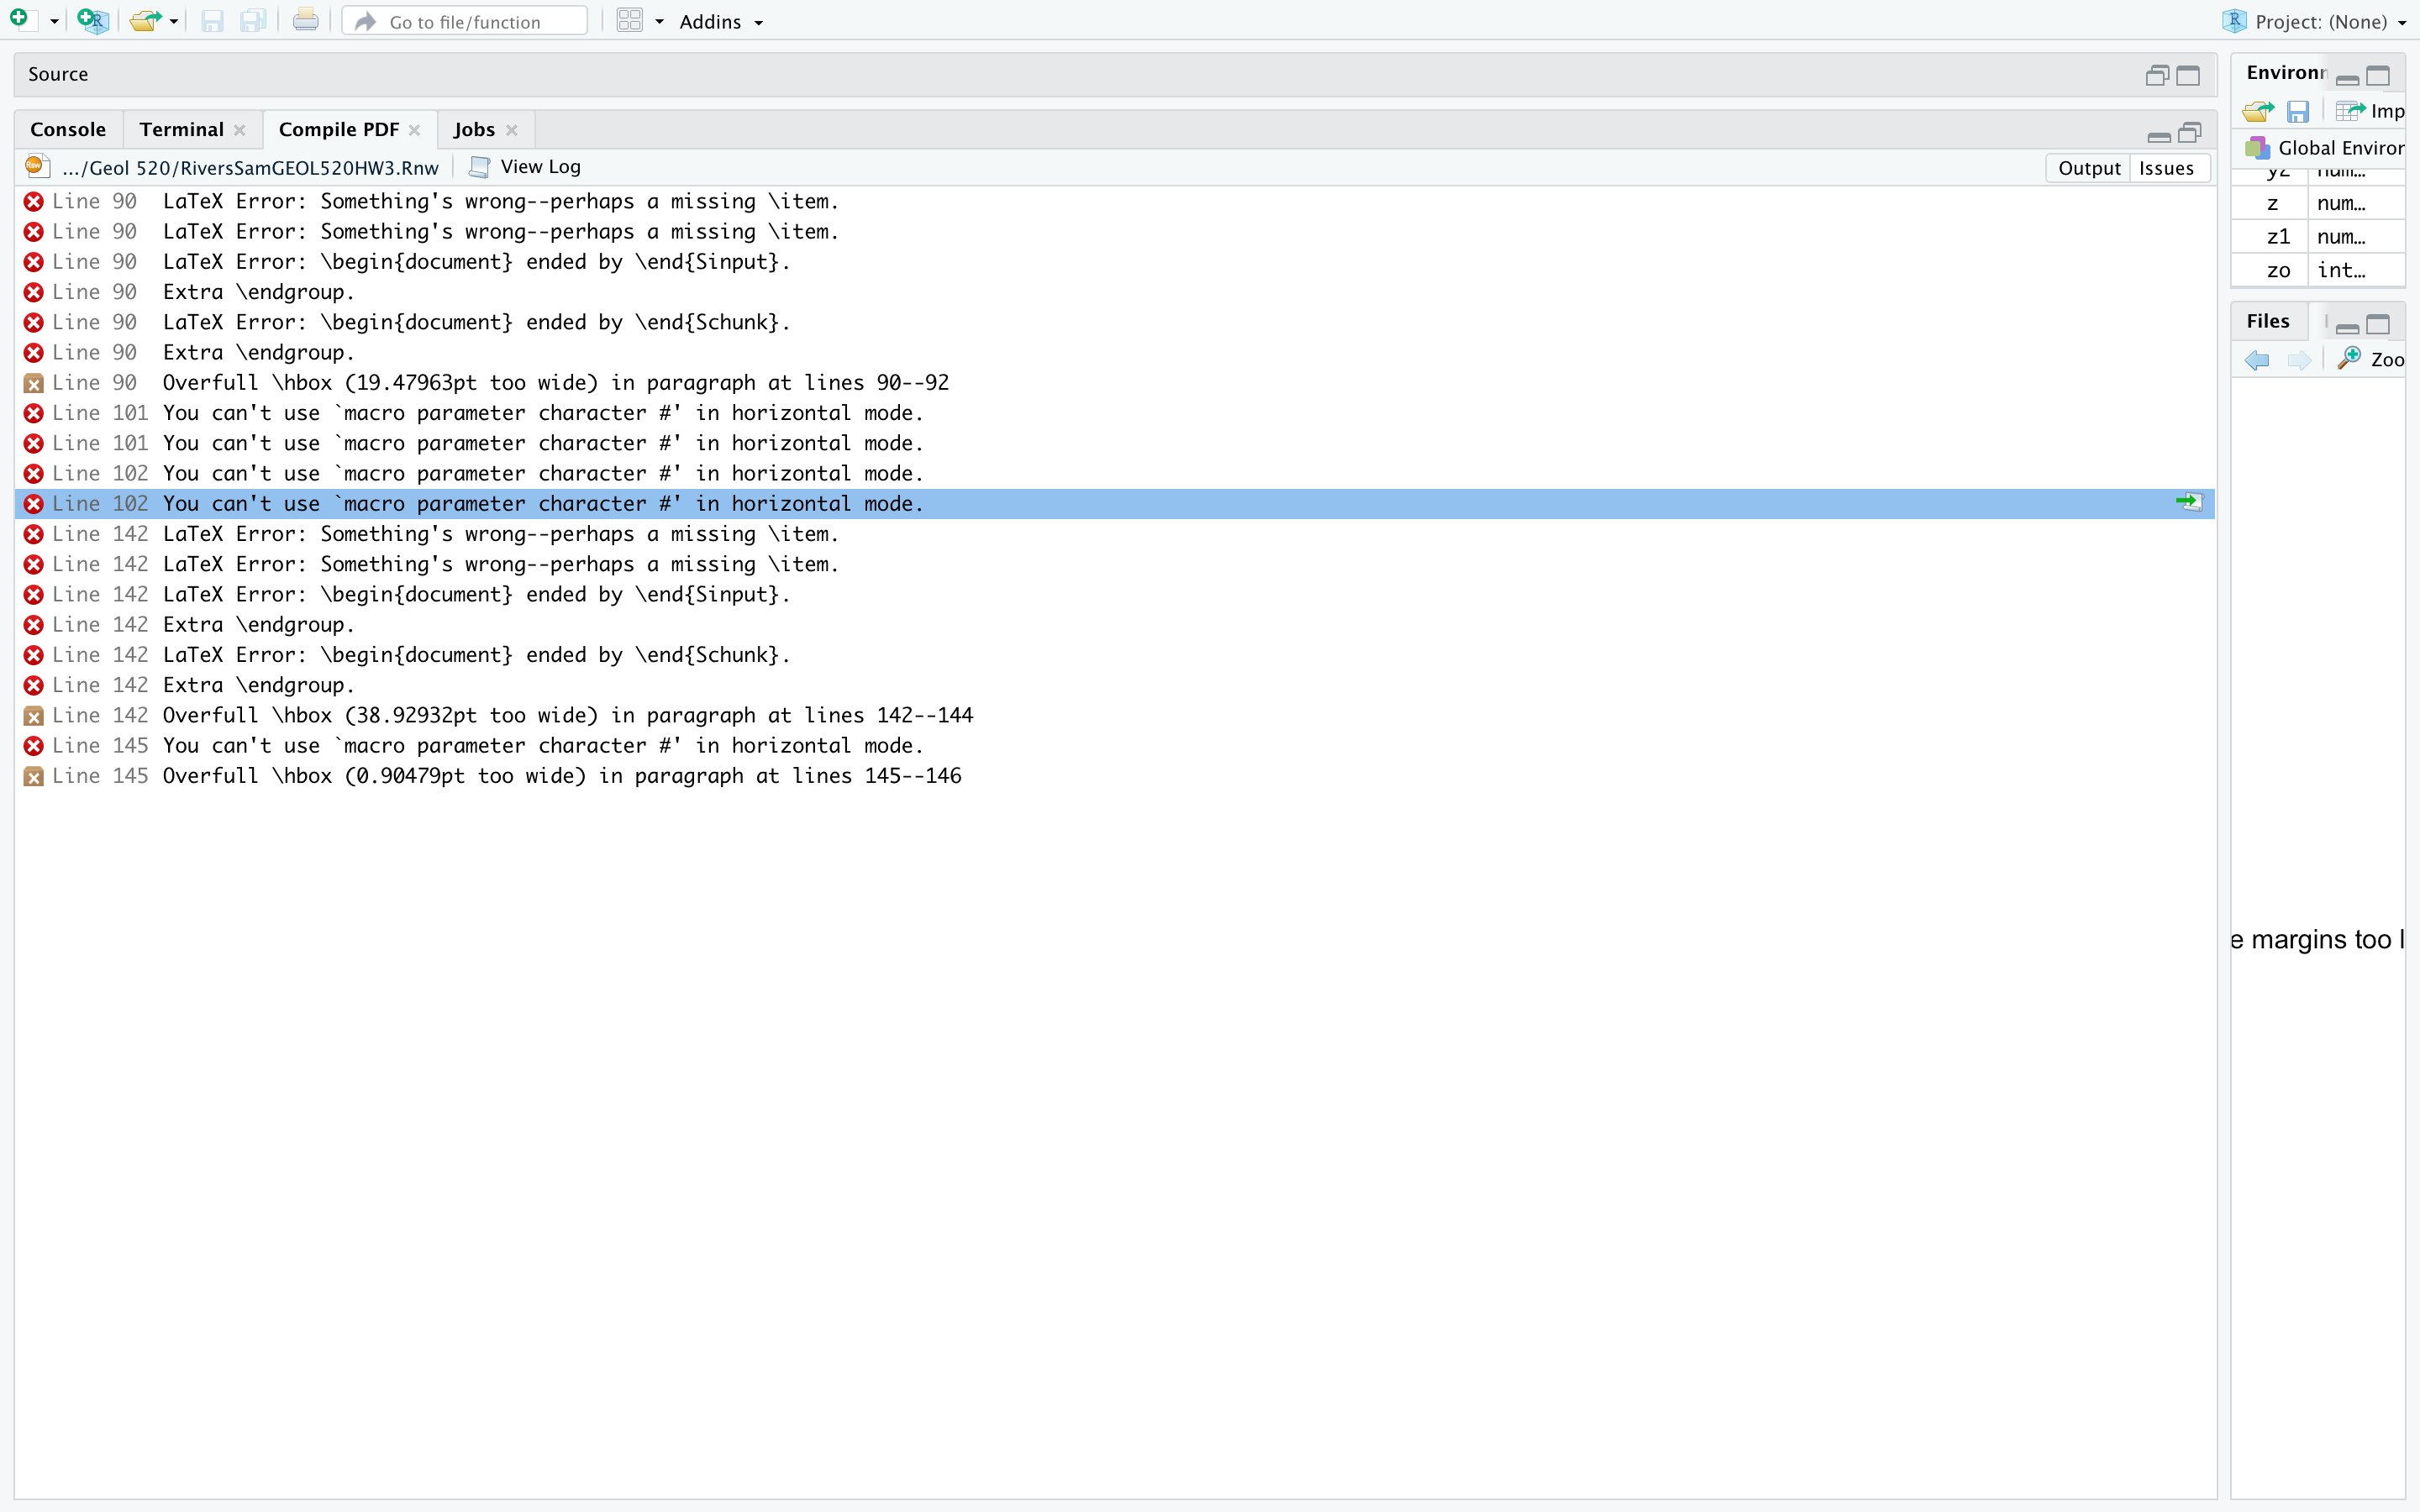 Go to file/function
Addins
Project: (None)
Source
Environ
Console
Terminal
Compile PDF
Jobs
Imp
.../Geol 520/RiversSamGEOL520HW3.Rnw
View Log
Output
Issues
Global Enviror
y2 num...
z num...
z1 num...
zo int...
Files
Zoo
Line 90 LaTeX Error: Something's wrong--perhaps a missing \item.
Line 90 LaTeX Error: Something's wrong--perhaps a missing \item.
Line 90 LaTeX Error: \begin{document} ended by \end{Sinput}.
Line 90 Extra \endgroup.
Line 90 LaTeX Error: \begin{document} ended by \end{Schunk}.
Line 90 Extra \endgroup.
Line 90 Overfull \hbox (19.47963pt too wide) in paragraph at lines 90--92
Line 101 You can't use `macro parameter character #' in horizontal mode.
Line 101 You can't use `macro parameter character #' in horizontal mode.
Line 102 You can't use `macro parameter character #' in horizontal mode.
Line 102 You can't use `macro parameter character #' in horizontal mode.
Line 142 LaTeX Error: Something's wrong--perhaps a missing \item.
Line 142 LaTeX Error: Something's wrong--perhaps a missing \item.
Line 142 LaTeX Error: \begin{document} ended by \end{Sinput}.
Line 142 Extra \endgroup.
Line 142 LaTeX Error: \begin{document} ended by \end{Schunk}.
Line 142 Extra \endgroup.
Line 142 Overfull \hbox (38.92932pt too wide) in paragraph at lines 142--144
Line 145 You can't use `macro parameter character #' in horizontal mode.
Line 145 Overfull \hbox (0.90479pt too wide) in paragraph at lines 145--146
e margins too l